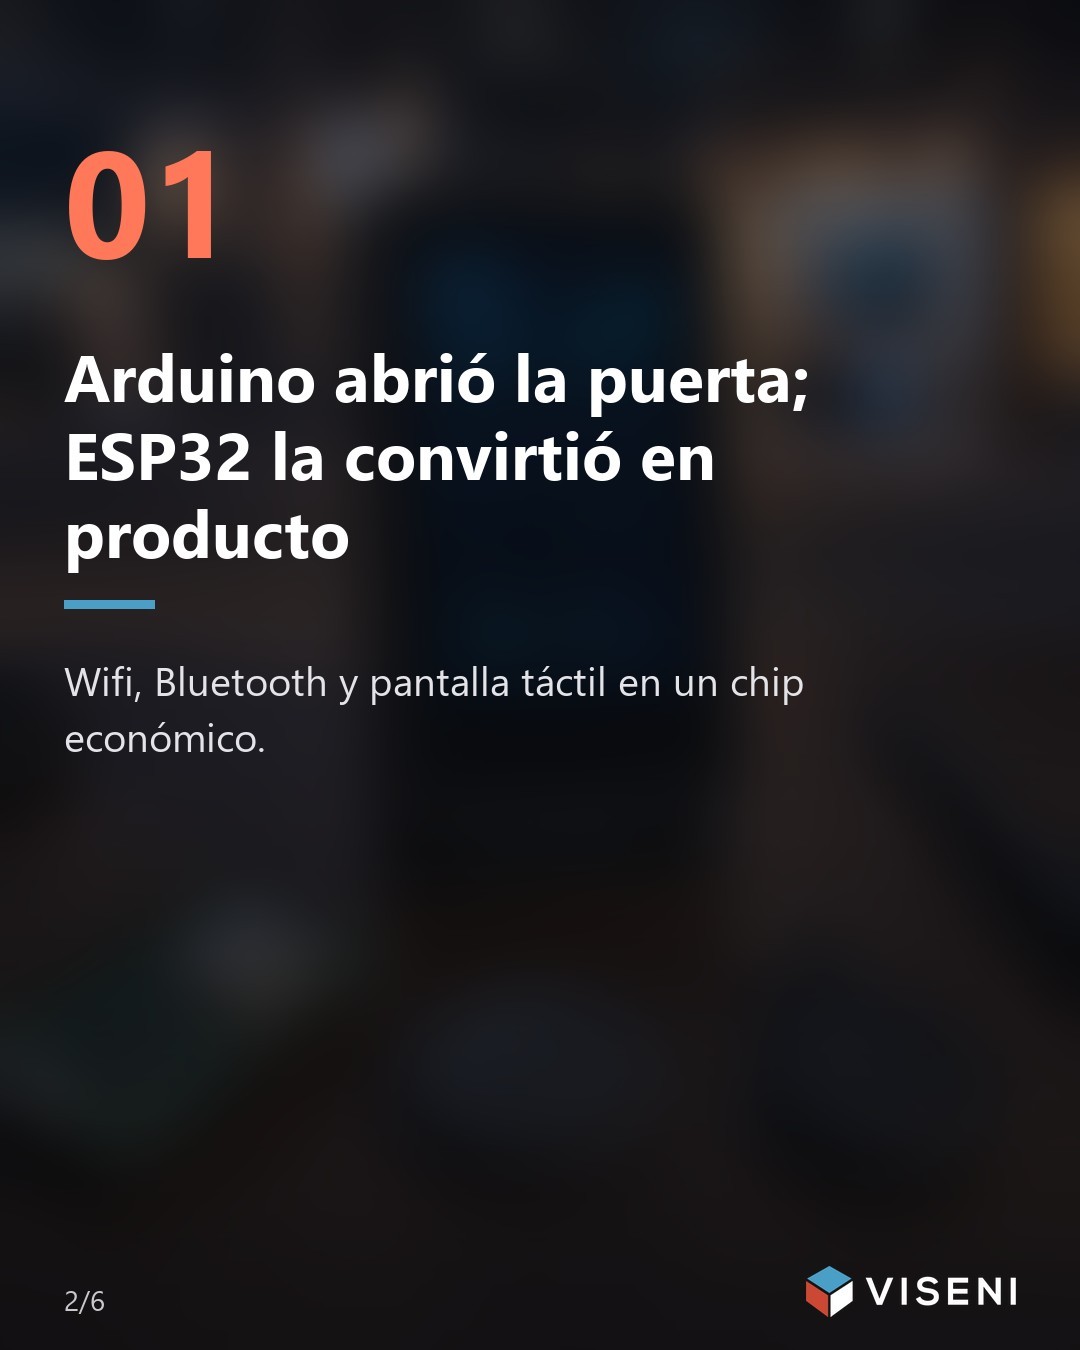 01
Arduino abrió la puerta;
ESP32 la convirtió en
producto
Wifi, Bluetooth y pantalla táctil en un chip
económico.
2/6
VISENI